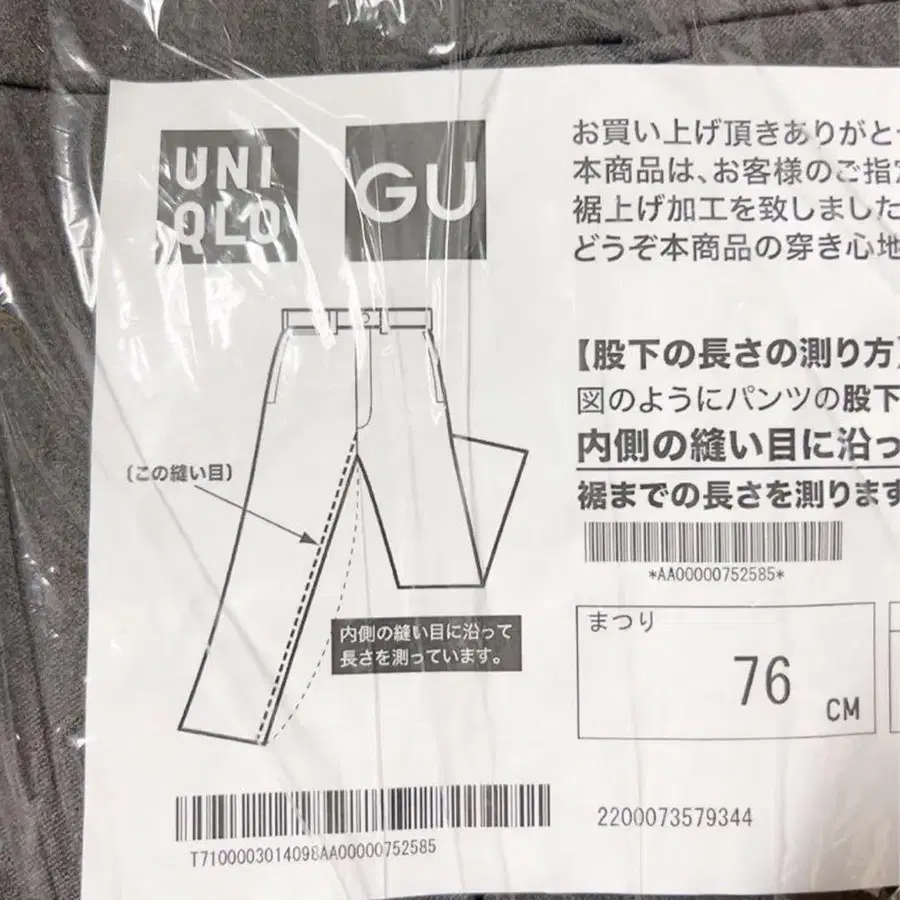 UNI
QLO
GU
お買い上げ頂きありがと
本商品は、お客様のご指定
裾上げ加工を致しました
どうぞ本商品の穿き心地
【股下の長さの測り方】
図のようにパンツの股下
内側の縫い目に沿っ
裾までの長さを測ります
(この縫い目)
内側の縫い目に沿って
長さを測っています。
*AA00000752585*
まつり
76
CM
2200073579344
T7100003014098AA00000752585